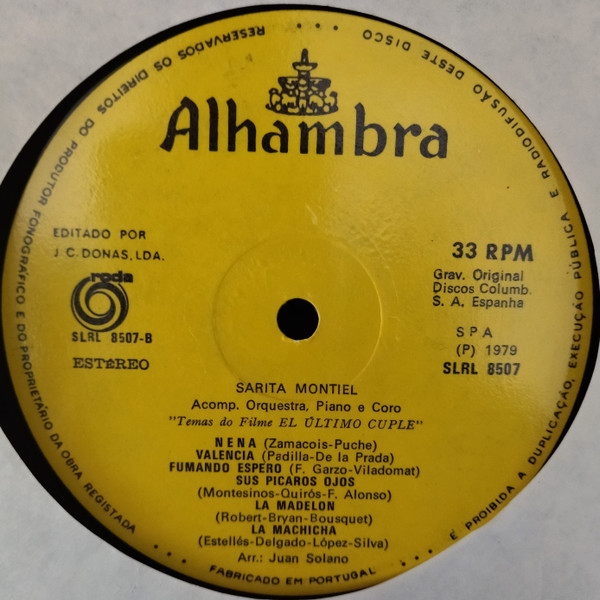 RESERVADOS OS DIREITOS DO PRODUTOR FONOGRÁFICO E DO PROPRIETÁRIO DA OBRA REGISTADA ... FABRICADO EM PORTUGAL ... É PROIBIDA A DUPLICAÇÃO, EXECUÇÃO PÚBLICA E RADIODIFUSÃO DESTE DISCO ...
Alhambra
EDITADO POR
J. C. DONAS, LDA.
roda
SLRL 8507-B
ESTÉREO
33 RPM
Grav. Original
Discos Columb.
S. A. Espanha
SPA
(P) 1979
SLRL 8507
SARITA MONTIEL
Acomp. Orquestra, Piano e Coro
"Temas do Filme EL ÚLTIMO CUPLE"
NENA (Zamacois-Puche)
VALENCIA (Padilla-De la Prada)
FUMANDO ESPERO (F. Garzo-Viladomat)
SUS PICAROS OJOS
(Montesinos-Quirós-F. Alonso)
LA MADELON
(Robert-Bryan-Bousquet)
LA MACHICHA
(Estellés-Delgado-López-Silva)
Arr.: Juan Solano